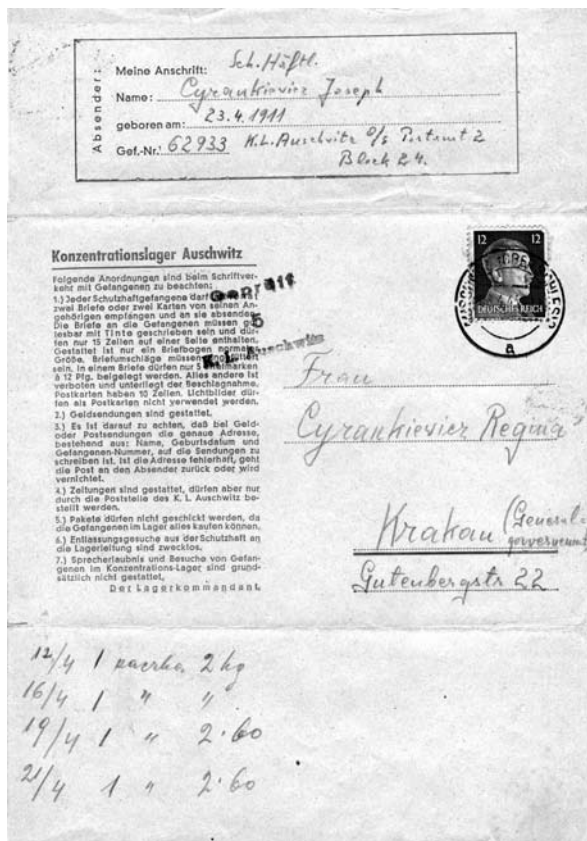 Absender:
Meine Anschrift: Sch. Häftl.
Name: Cyrankievicz Joseph
geboren am: 23.4.1911
Gef.-Nr.' 62933 K.L. Auschwitz O/S Postamt 2
Block 24.
12 12
DEUTSCHES REICH
a
Konzentrationslager Auschwitz
Folgende Anordnungen sind beim Schriftver-
kehr mit Gefangenen zu beachten:
1.) Jeder Schutzhaftgefangene darf
zwei Briefe oder zwei Karten von seinen An-
gehörigen empfangen und an sie absenden.
Die Briefe an die Gefangenen müssen gut
lesbar mit Tinte geschrieben sein und dür-
fen nur 15 Zeilen auf einer Seite enthalten.
Gestattet ist nur ein Briefbogen normaler
Größe. Briefumschläge müssen ungefüttert
sein. In einem Briefe dürfen nur 5 Briefmarken
à 12 Pfg. beigelegt werden. Alles andere ist
verboten und unterliegt der Beschlagnahme.
Postkarten haben 10 Zeilen. Lichtbilder dür-
fen als Postkarten nicht verwendet werden.
2.) Geldsendungen sind gestattet.
3.) Es ist darauf zu achten, daß bei Geld-
oder Postsendungen die genaue Adresse,
bestehend aus: Name, Geburtsdatum und
Gefangenen-Nummer, auf die Sendungen zu
schreiben ist. Ist die Adresse fehlerhaft, geht
die Post an den Absender zurück oder wird
vernichtet.
4.) Zeitungen sind gestattet, dürfen aber nur
durch die Poststelle des K. L. Auschwitz be-
stellt werden.
5.) Pakete dürfen nicht geschickt werden, da
die Gefangenen im Lager alles kaufen können.
6.) Entlassungsgesuche aus der Schutzhaft an
die Lagerleitung sind zwecklos.
7.) Sprecherlaubnis und Besuche von Gefan-
genen im Konzentrations-Lager sind grund-
sätzlich nicht gestattet.
Der Lagerkommandant.
Geprüft
5
K. L. Auschwitz
Frau
Cyrankievicz Regina
Krakau (General-
gouvernement
Gutenbergstr 22
12/4 1 paczka 2 kg
16/4 1 " "
19/4 1 " 2.60
21/4 1 " 2.60